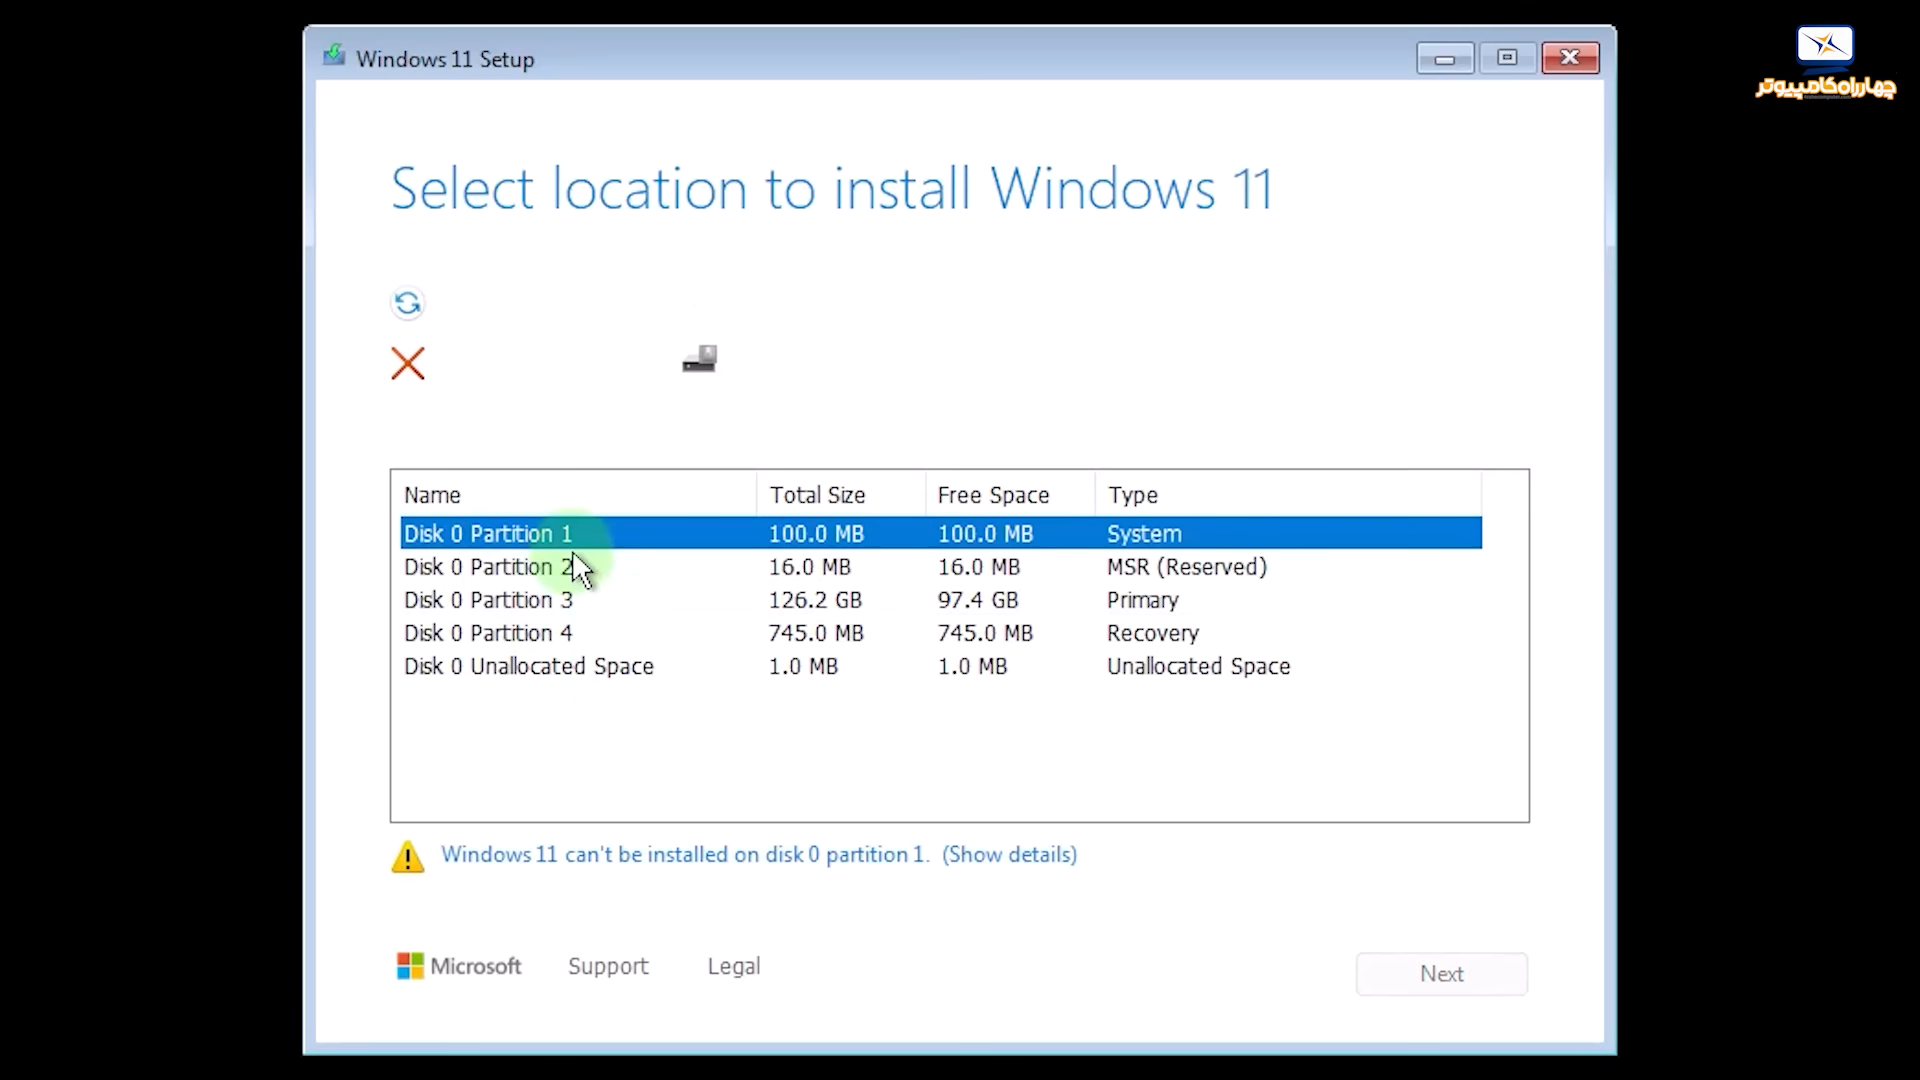 Windows 11 Setup
چهارراه کامپیوتر
Select location to install Windows 11
Name Total Size Free Space Type
Disk 0 Partition 1 100.0 MB 100.0 MB System
Disk 0 Partition 2 16.0 MB 16.0 MB MSR (Reserved)
Disk 0 Partition 3 126.2 GB 97.4 GB Primary
Disk 0 Partition 4 745.0 MB 745.0 MB Recovery
Disk 0 Unallocated Space 1.0 MB 1.0 MB Unallocated Space
Windows 11 can't be installed on disk 0 partition 1. (Show details)
Microsoft Support Legal
Next